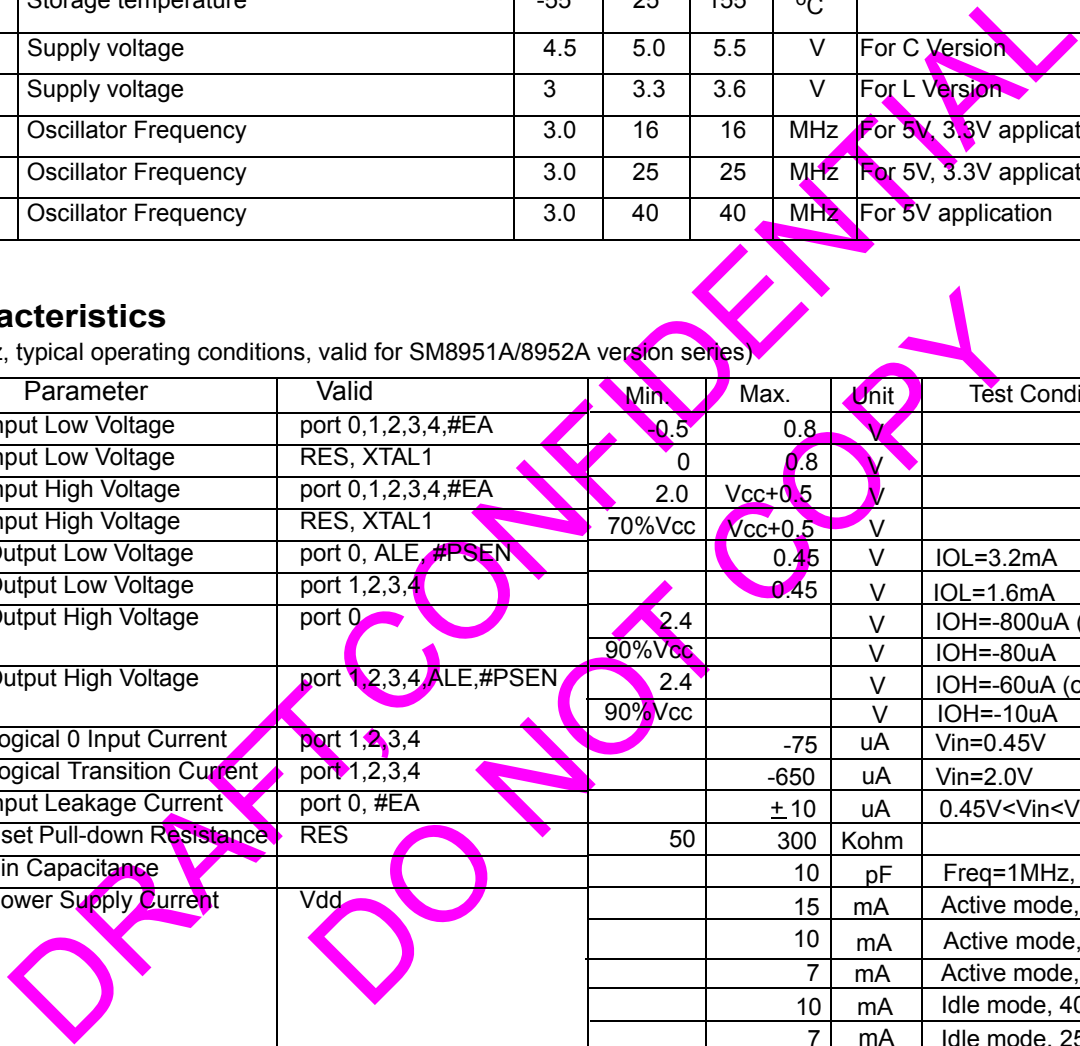 Storage temperature -55 25 155 °C
Supply voltage 4.5 5.0 5.5 V For C Version
Supply voltage 3 3.3 3.6 V For L Version
Oscillator Frequency 3.0 16 16 MHz For 5V, 3.3V applicat
Oscillator Frequency 3.0 25 25 MHz For 5V, 3.3V applicat
Oscillator Frequency 3.0 40 40 MHz For 5V application
acteristics
z, typical operating conditions, valid for SM8951A/8952A version series)
Parameter Valid Min. Max. Unit Test Condi
nput Low Voltage port 0,1,2,3,4,#EA -0.5 0.8 V
nput Low Voltage RES, XTAL1 0 0.8 V
nput High Voltage port 0,1,2,3,4,#EA 2.0 Vcc+0.5 V
nput High Voltage RES, XTAL1 70%Vcc Vcc+0.5 V
Output Low Voltage port 0, ALE, #PSEN 0.45 V IOL=3.2mA
Output Low Voltage port 1,2,3,4 0.45 V IOL=1.6mA
Output High Voltage port 0 2.4 V IOH=-800uA (
90%Vcc V IOH=-80uA
Output High Voltage port 1,2,3,4,ALE,#PSEN 2.4 V IOH=-60uA (o
90%Vcc V IOH=-10uA
ogical 0 Input Current port 1,2,3,4 -75 uA Vin=0.45V
ogical Transition Current port 1,2,3,4 -650 uA Vin=2.0V
nput Leakage Current port 0, #EA ±10 uA 0.45V<Vin<V
set Pull-down Resistance RES 50 300 Kohm
in Capacitance 10 pF Freq=1MHz,
ower Supply Current Vdd 15 mA Active mode,
10 mA Active mode,
7 mA Active mode,
10 mA Idle mode, 40
7 mA Idle mode, 25
DRAFT, CONFIDENTIAL
DO NOT COPY